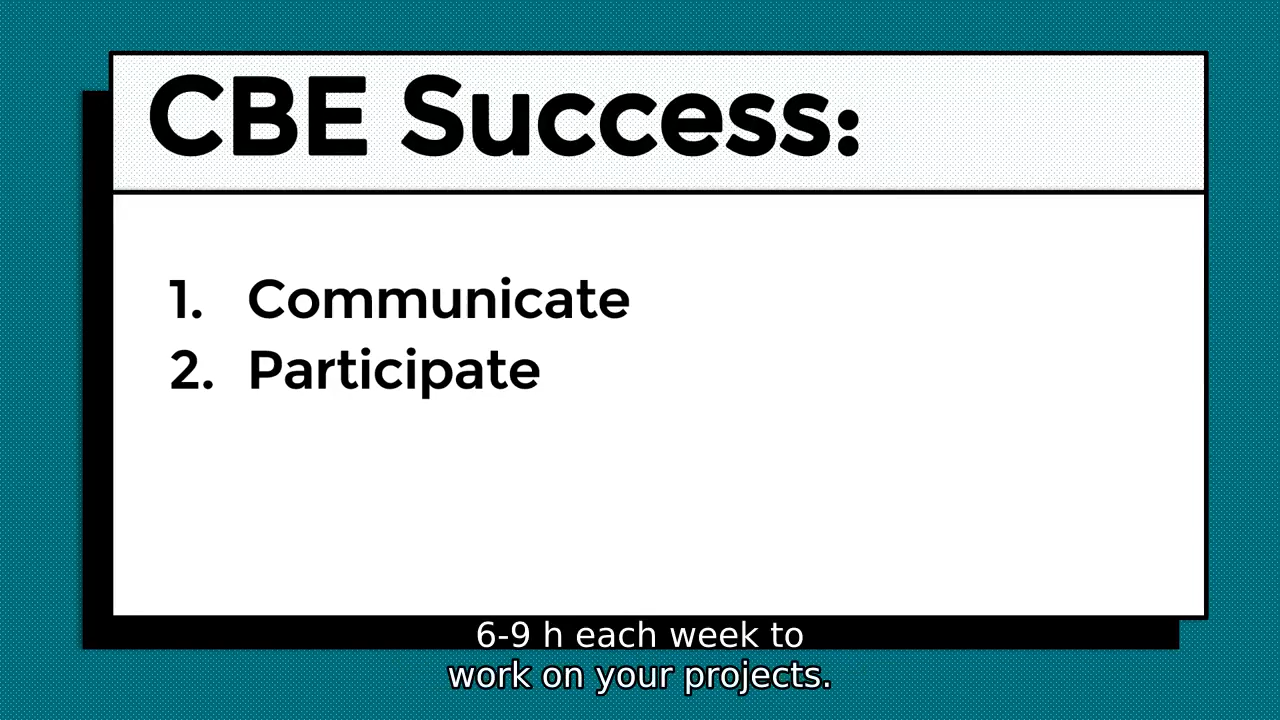 CBE Success:
1. Communicate
2. Participate
6-9 h each week to
work on your projects.